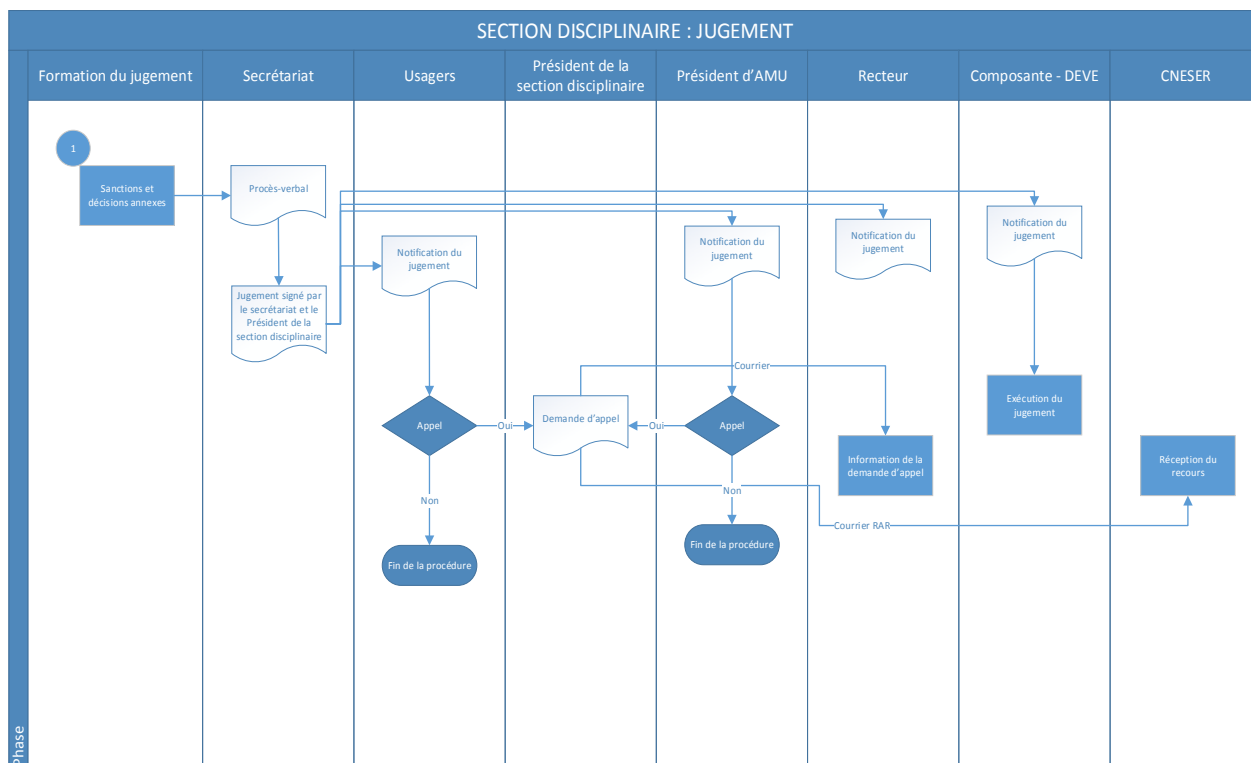 SECTION DISCIPLINAIRE : JUGEMENT
Formation du jugement
Secrétariat
Usagers
Président de la
section disciplinaire
Président d’AMU
Recteur
Composante - DEVE
CNESER
1
Sanctions et
décisions annexes
Procès-verbal
Jugement signé par
le secrétariat et le
Président de la
section disciplinaire
Notification du
jugement
Notification du
jugement
Notification du
jugement
Notification du
jugement
Appel
Oui
Demande d’appel
Oui
Appel
Courrier
Exécution du
jugement
Information de la
demande d’appel
Réception du
recours
Non
Non
Courrier RAR
Fin de la procédure
Fin de la procédure
Phase